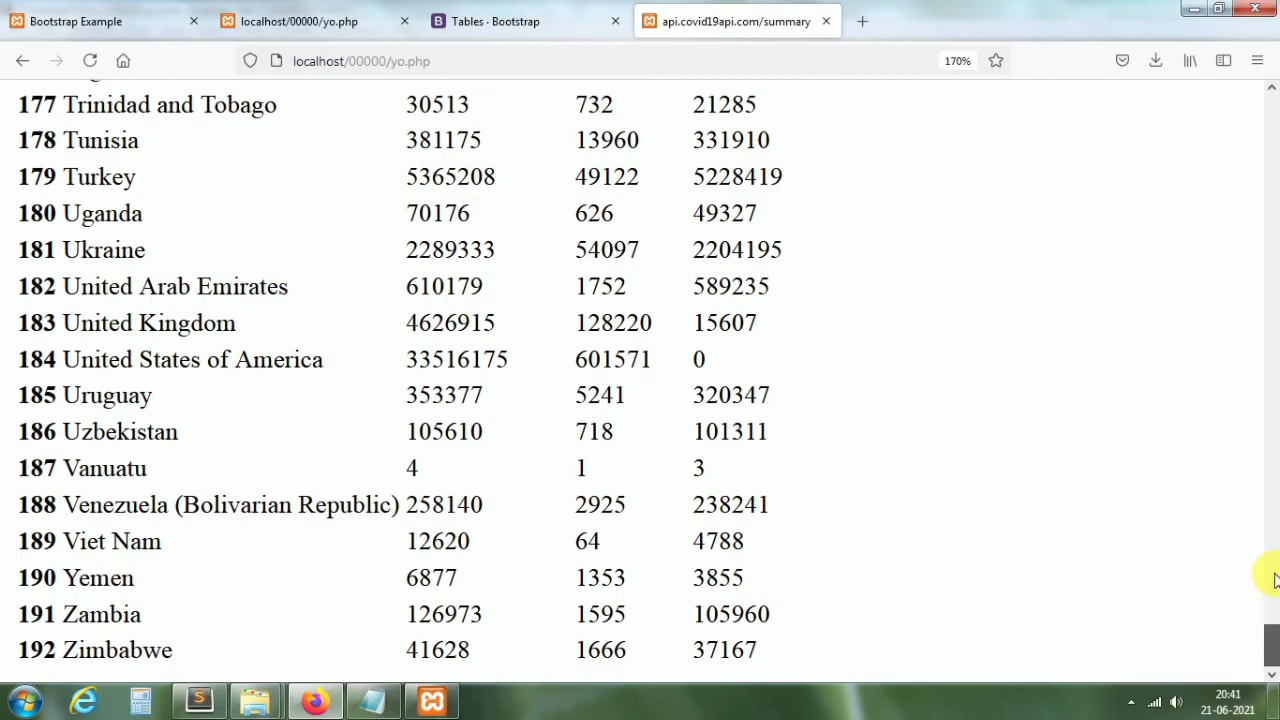 Bootstrap Example
localhost/00000/yo.php
B Tables · Bootstrap
api.covid19api.com/summary
localhost/00000/yo.php
170%
177 Trinidad and Tobago 30513 732 21285
178 Tunisia 381175 13960 331910
179 Turkey 5365208 49122 5228419
180 Uganda 70176 626 49327
181 Ukraine 2289333 54097 2204195
182 United Arab Emirates 610179 1752 589235
183 United Kingdom 4626915 128220 15607
184 United States of America 33516175 601571 0
185 Uruguay 353377 5241 320347
186 Uzbekistan 105610 718 101311
187 Vanuatu 4 1 3
188 Venezuela (Bolivarian Republic) 258140 2925 238241
189 Viet Nam 12620 64 4788
190 Yemen 6877 1353 3855
191 Zambia 126973 1595 105960
192 Zimbabwe 41628 1666 37167
20:41
21-06-2021